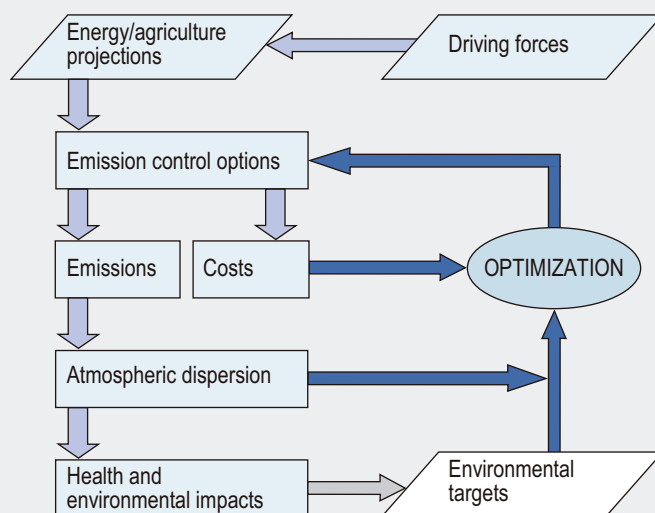 Energy/agriculture
projections
Driving forces
Emission control options
Emissions
Costs
OPTIMIZATION
Atmospheric dispersion
Health and
environmental impacts
Environmental
targets